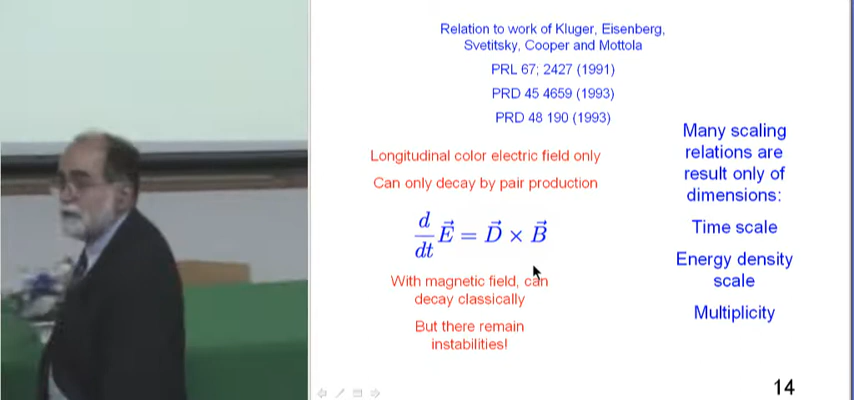 Relation to work of Kluger, Eisenberg,
Svetitsky, Cooper and Mottola
PRL 67; 2427 (1991)
PRD 45 4659 (1993)
PRD 48 190 (1993)
Longitudinal color electric field only
Can only decay by pair production
d/dt E⃗ = D⃗ × B⃗
With magnetic field, can
decay classically
But there remain
instabilities!
Many scaling
relations are
result only of
dimensions:
Time scale
Energy density
scale
Multiplicity
14